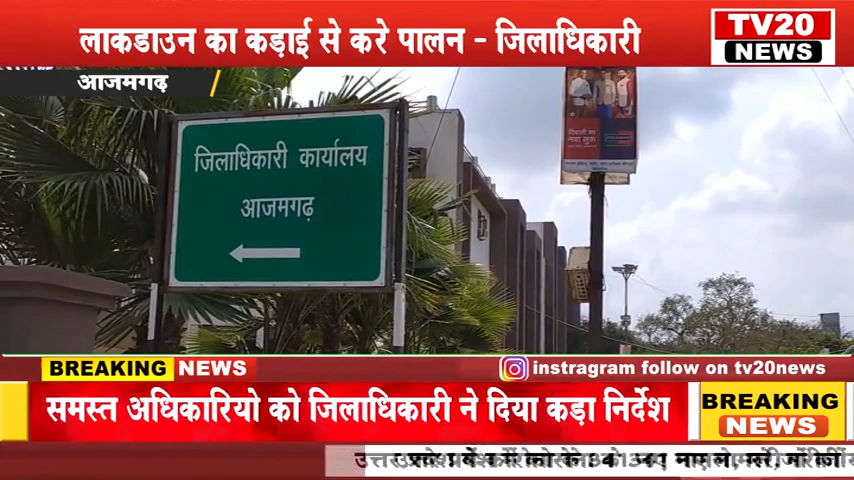 लाकडाउन का कड़ाई से करे पालन - जिलाधिकारी
TV20
NEWS
आजमगढ़
जिलाधिकारी कार्यालय
आजमगढ़
BREAKING NEWS
instragram follow on tv20news
समस्त अधिकारियो को जिलाधिकारी ने दिया कड़ा निर्देश
BREAKING
NEWS